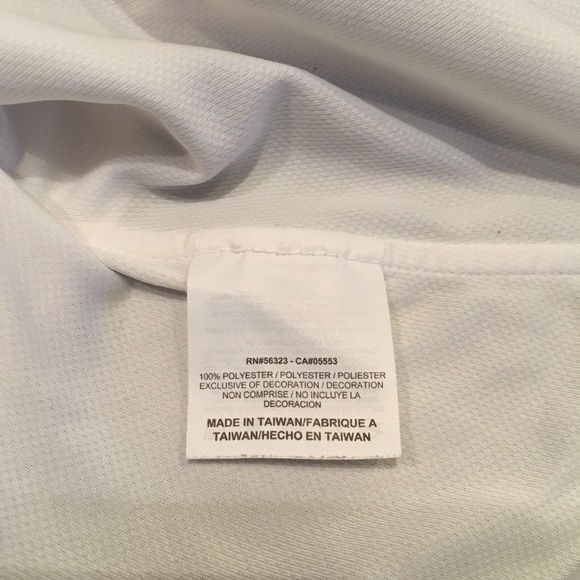 RN#56323 - CA#05553
100% POLYESTER / POLYESTER / POLIESTER
EXCLUSIVE OF DECORATION / DECORATION
NON COMPRISE / NO INCLUYE LA
DECORACION
MADE IN TAIWAN/FABRIQUE A
TAIWAN/HECHO EN TAIWAN